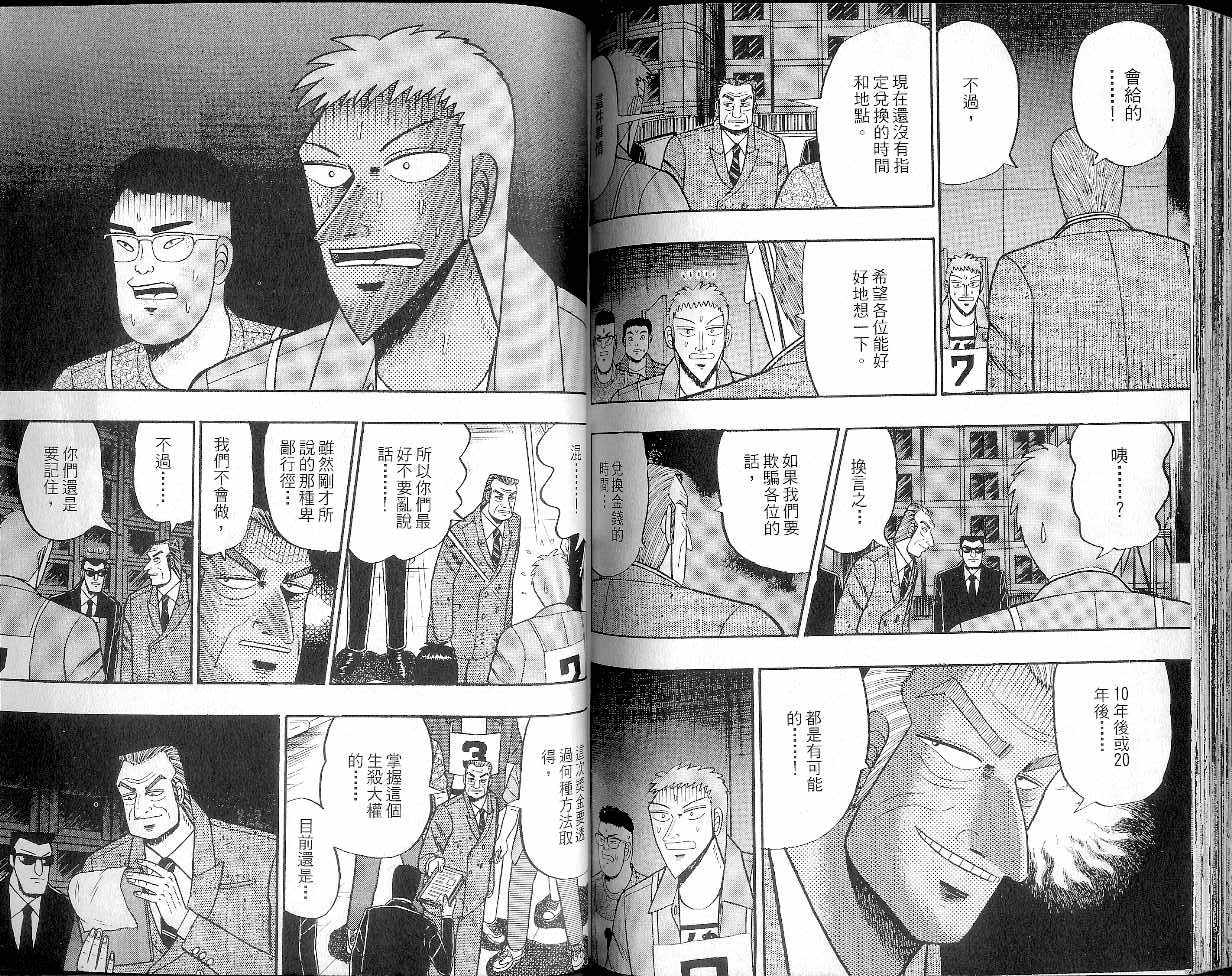 會給的
………！
不過，
現在還沒有指
定兌換的時間
和地點。
這件事情
希望各位能好
好地想一下。
7
咦………？
換言之…
如果我們要
欺騙各位的
話，
兌換金錢的
時間…
10年後或20
年後………
都是有可能
的………！
混……！
所以你們最
好不要亂說
話………！
7
雖然剛才所
說的那種卑
鄙行徑…
我們不會做，
不過……
你們還是
要記住，
這次獎金要透
過何種方法取
得，
3
掌握這個
生殺大權
的……
目前還是…